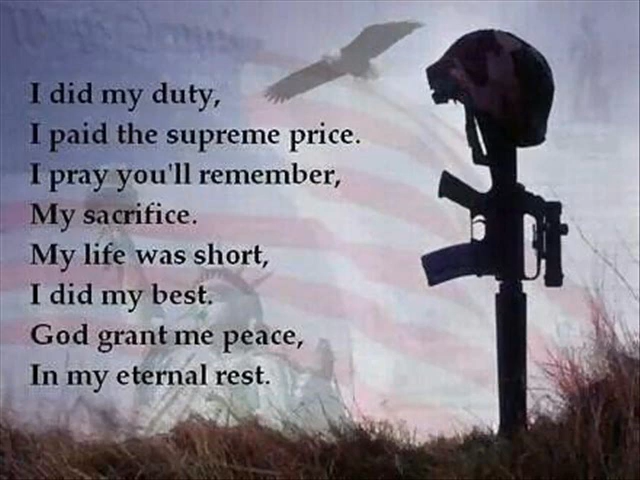 I did my duty,
I paid the supreme price.
I pray you'll remember,
My sacrifice.
My life was short,
I did my best.
God grant me peace,
In my eternal rest.